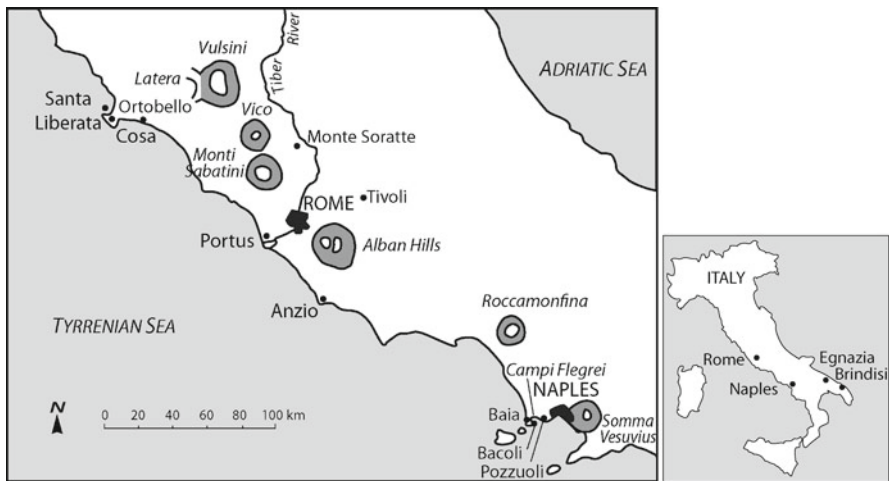 Vulsini
Latera
Tiber
River
ADRIATIC SEA
Santa
Liberata
Ortobello
Cosa
Vico
Monte Soratte
Monti
Sabatini
Tivoli
ROME
Portus
Alban Hills
Anzio
TYRRENIAN SEA
Roccamonfina
Campi Flegrei
NAPLES
Baia
Bacoli
Pozzuoli
Somma
Vesuvius
N
0 20 40 60 80 100 km
ITALY
Rome
Naples
Egnazia
Brindisi